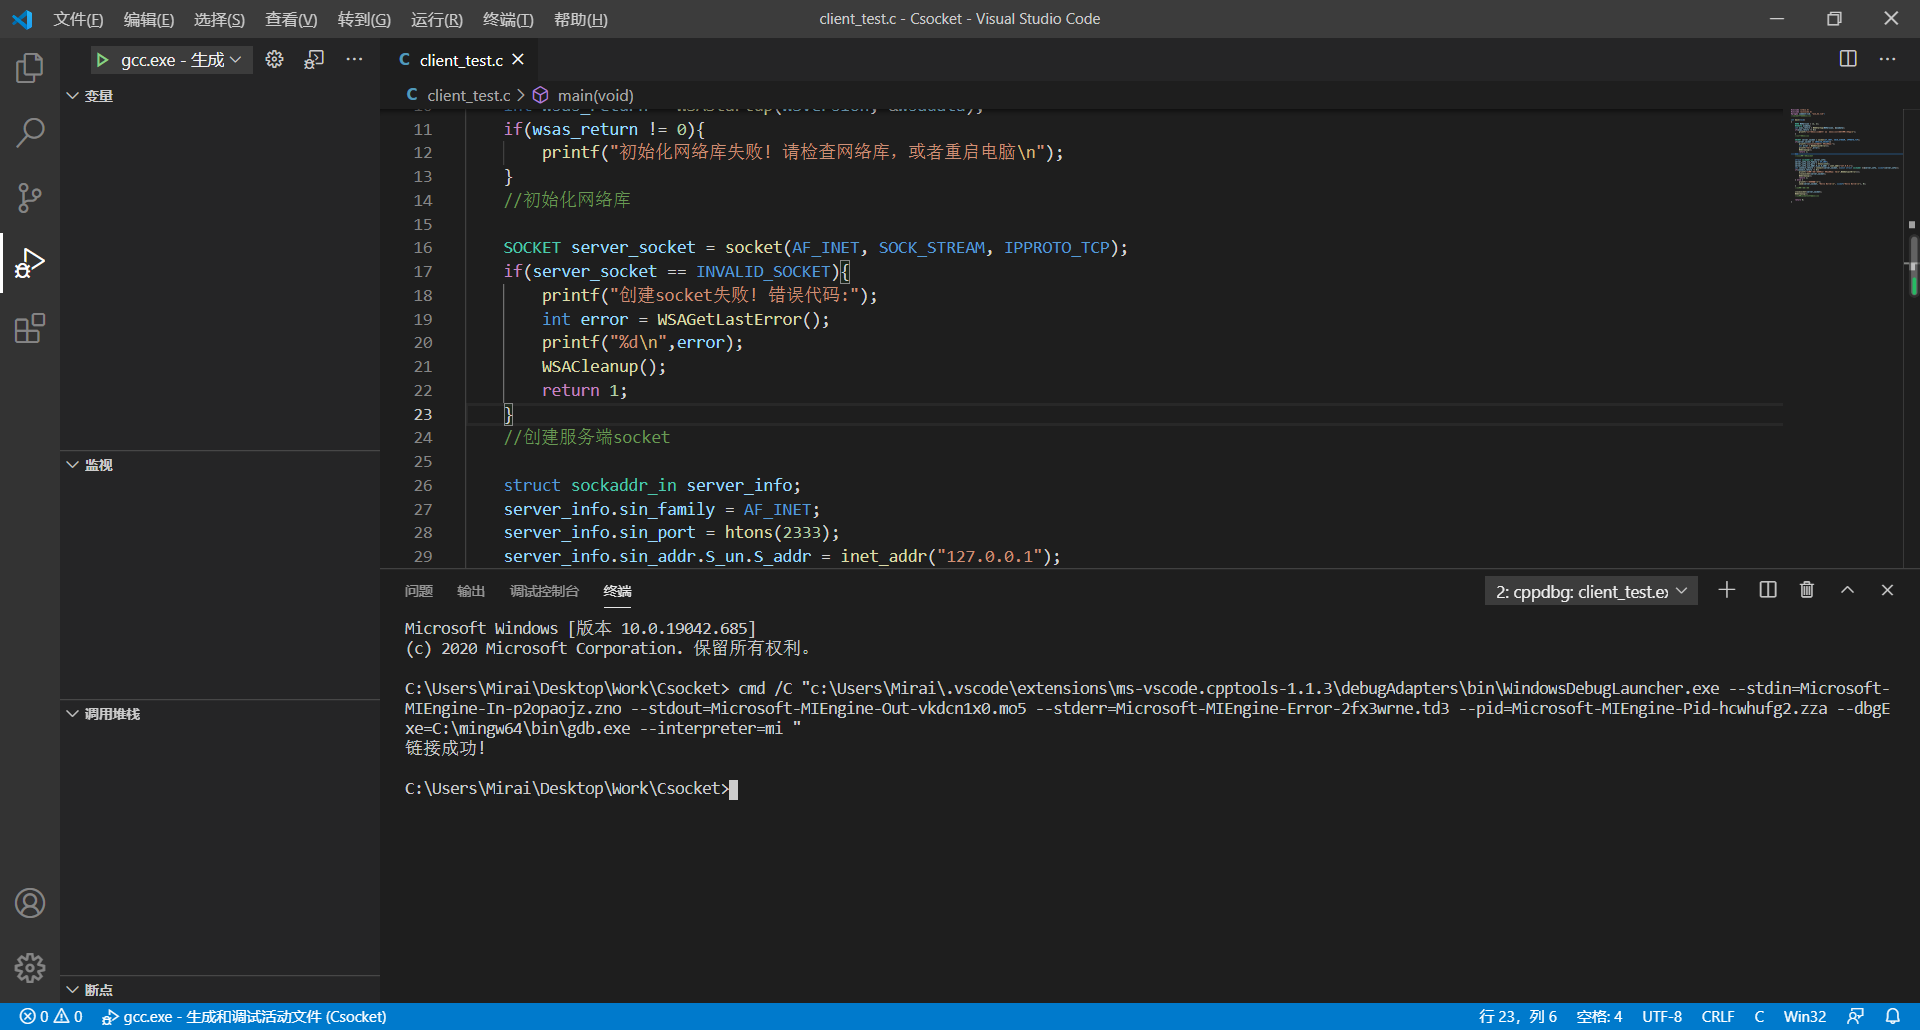 文件(F) 编辑(E) 选择(S) 查看(V) 转到(G) 运行(R) 终端(T) 帮助(H)
client_test.c - Csocket - Visual Studio Code
gcc.exe - 生成
client_test.c
变量
client_test.c > main(void)
11 if(wsas_return != 0){
12 printf("初始化网络库失败! 请检查网络库, 或者重启电脑\n");
13 }
14 //初始化网络库
15
16 SOCKET server_socket = socket(AF_INET, SOCK_STREAM, IPPROTO_TCP);
17 if(server_socket == INVALID_SOCKET){
18 printf("创建socket失败! 错误代码:");
19 int error = WSAGetLastError();
20 printf("%d\n",error);
21 WSACleanup();
22 return 1;
23 }
24 //创建服务端socket
25
26 struct sockaddr_in server_info;
27 server_info.sin_family = AF_INET;
28 server_info.sin_port = htons(2333);
29 server_info.sin_addr.S_un.S_addr = inet_addr("127.0.0.1");
监视
调用堆栈
断点
问题 输出 调试控制台 终端
2: cppdbg: client_test.ex
Microsoft Windows [版本 10.0.19042.685]
(c) 2020 Microsoft Corporation. 保留所有权利。
C:\Users\Mirai\Desktop\Work\Csocket> cmd /C "c:\Users\Mirai\.vscode\extensions\ms-vscode.cpptools-1.1.3\debugAdapters\bin\WindowsDebugLauncher.exe --stdin=Microsoft-
MIEngine-In-p2opaojz.zno --stdout=Microsoft-MIEngine-Out-vkdcn1x0.mo5 --stderr=Microsoft-MIEngine-Error-2fx3wrne.td3 --pid=Microsoft-MIEngine-Pid-hcwhufg2.zza --dbgE
xe=C:\mingw64\bin\gdb.exe --interpreter=mi "
链接成功!
C:\Users\Mirai\Desktop\Work\Csocket>
0 0 gcc.exe - 生成和调试活动文件 (Csocket)
行 23, 列 6 空格: 4 UTF-8 CRLF C Win32